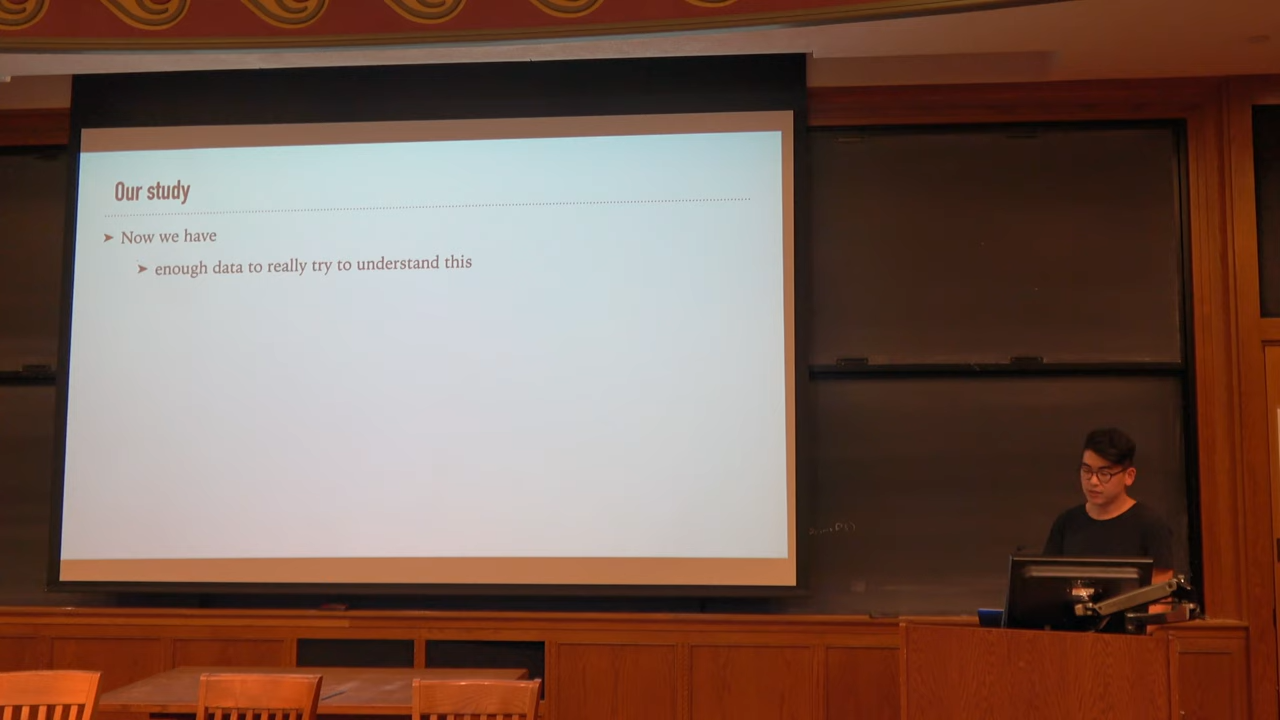 Our study
➤ Now we have
➤ enough data to really try to understand this